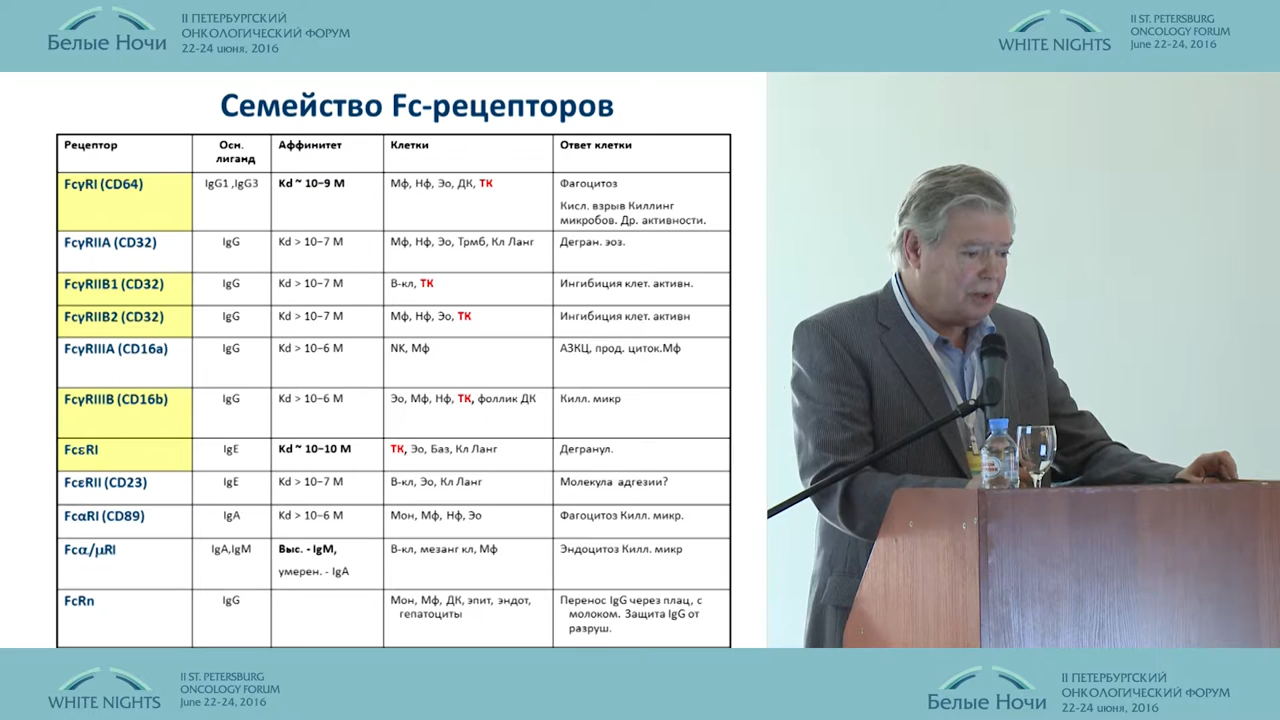 II ПЕТЕРБУРГСКИЙ
ОНКОЛОГИЧЕСКИЙ ФОРУМ
Белые Ночи
22-24 июня, 2016
II ST. PETERSBURG
ONCOLOGY FORUM
WHITE NIGHTS
June 22-24, 2016
Семейство Fc-рецепторов
Рецептор Осн. лиганд Аффинитет Клетки Ответ клетки
FcγRI (CD64) IgG1 ,IgG3 Kd ~ 10−9 M Мф, Нф, Эо, ДК, ТК Фагоцитоз
Кисл. взрыв Киллинг
микробов. Др. активности.
FcγRIIA (CD32) IgG Kd > 10−7 M Мф, Нф, Эо, Трмб, Кл Ланг Дегран. эоз.
FcγRIIB1 (CD32) IgG Kd > 10−7 M В-кл, ТК Ингибиция клет. активн.
FcγRIIB2 (CD32) IgG Kd > 10−7 M Мф, Нф, Эо, ТК Ингибиция клет. активн
FcγRIIIA (CD16a) IgG Kd > 10−6 M NK, Мф АЗКЦ, прод. циток.Мф
FcγRIIIB (CD16b) IgG Kd > 10−6 M Эо, Мф, Нф, ТК, фоллик ДК Килл. микр
FcεRI IgE Kd ~ 10−10 M ТК, Эо, Баз, Кл Ланг Дегранул.
FcεRII (CD23) IgE Kd > 10−7 M В-кл, Эо, Кл Ланг Молекула адгезии?
FcαRI (CD89) IgA Kd > 10−6 M Мон, Мф, Нф, Эо Фагоцитоз Килл. микр.
Fcα/μRI IgA,IgM Выс. - IgM, В-кл, мезанг кл, Мф Эндоцитоз Килл. микр
умерен. - IgA
FcRn IgG Мон, Мф, ДК, эпит, эндот, Перенос IgG через плац, с
гепатоциты молоком. Защита IgG от
разруш.
II ST. PETERSBURG
ONCOLOGY FORUM
WHITE NIGHTS
June 22-24, 2016
II ПЕТЕРБУРГСКИЙ
ОНКОЛОГИЧЕСКИЙ ФОРУМ
Белые Ночи
22-24 июня, 2016